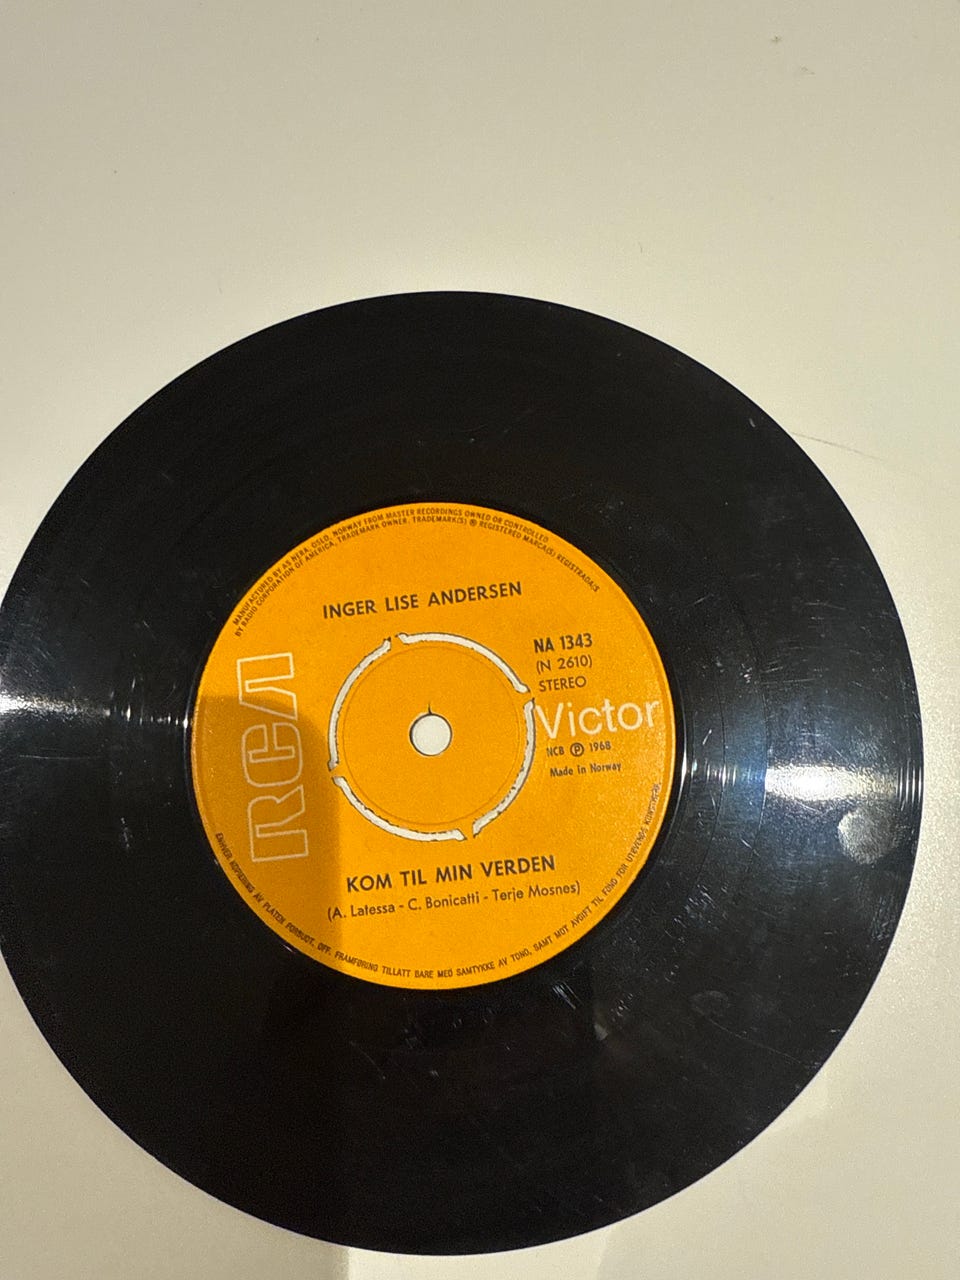 MANUFACTURED BY AS NERA, OSLO, NORWAY FROM MASTER RECORDINGS OWNED OR CONTROLLED
BY RADIO CORPORATION OF AMERICA, TRADEMARK OWNER. TRADEMARK(S) ® REGISTERED MARCA(S) REGISTRADA(S)
INGER LISE ANDERSEN
NA 1343
(N 2610)
STEREO
RCA
Victor
NCB Ⓟ 1968
Made in Norway
KOM TIL MIN VERDEN
(A. Latessa - C. Bonicatti - Terje Mosnes)
ENHVER KOPIERING AV PLATEN FORBUDT. OFF. FRAMFØRING TILLATT BARE MED SAMTYKKE AV TONO, SAMT MOT AVGIFT TIL FOND FOR UTØVENDE